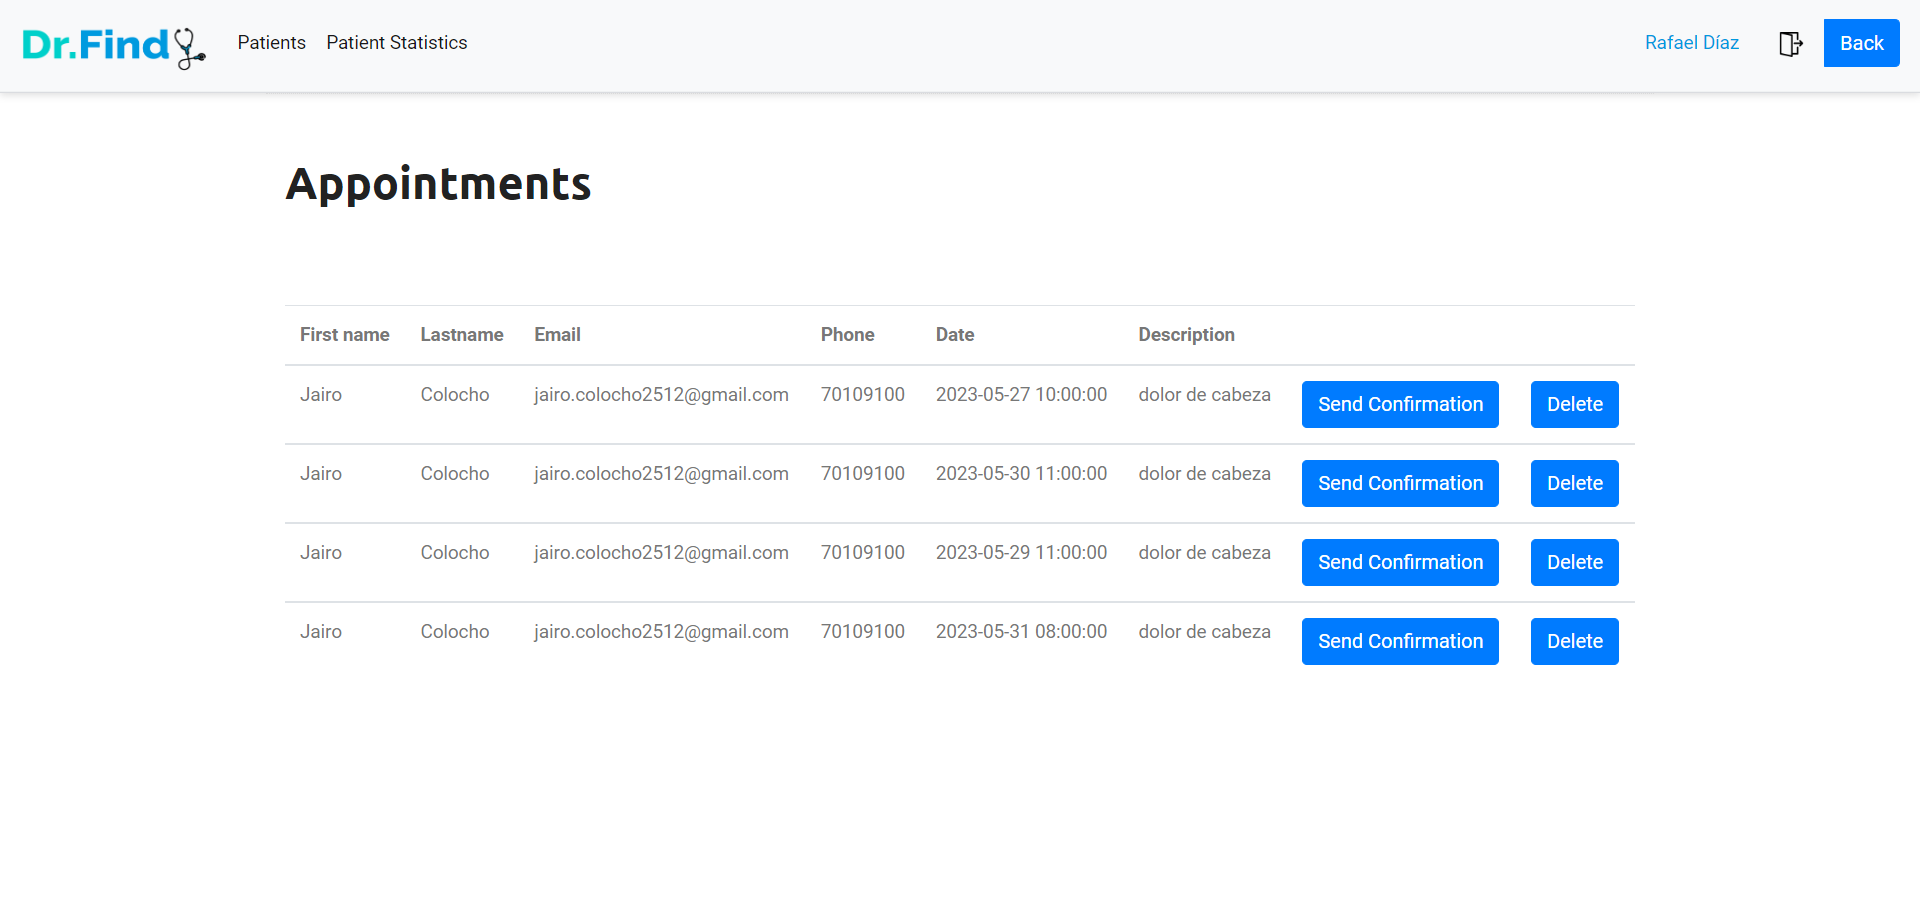 Dr.Find Patients Patient Statistics Rafael Díaz Back
Appointments
First name Lastname Email Phone Date Description
Jairo Colocho jairo.colocho2512@gmail.com 70109100 2023-05-27 10:00:00 dolor de cabeza Send Confirmation Delete
Jairo Colocho jairo.colocho2512@gmail.com 70109100 2023-05-30 11:00:00 dolor de cabeza Send Confirmation Delete
Jairo Colocho jairo.colocho2512@gmail.com 70109100 2023-05-29 11:00:00 dolor de cabeza Send Confirmation Delete
Jairo Colocho jairo.colocho2512@gmail.com 70109100 2023-05-31 08:00:00 dolor de cabeza Send Confirmation Delete